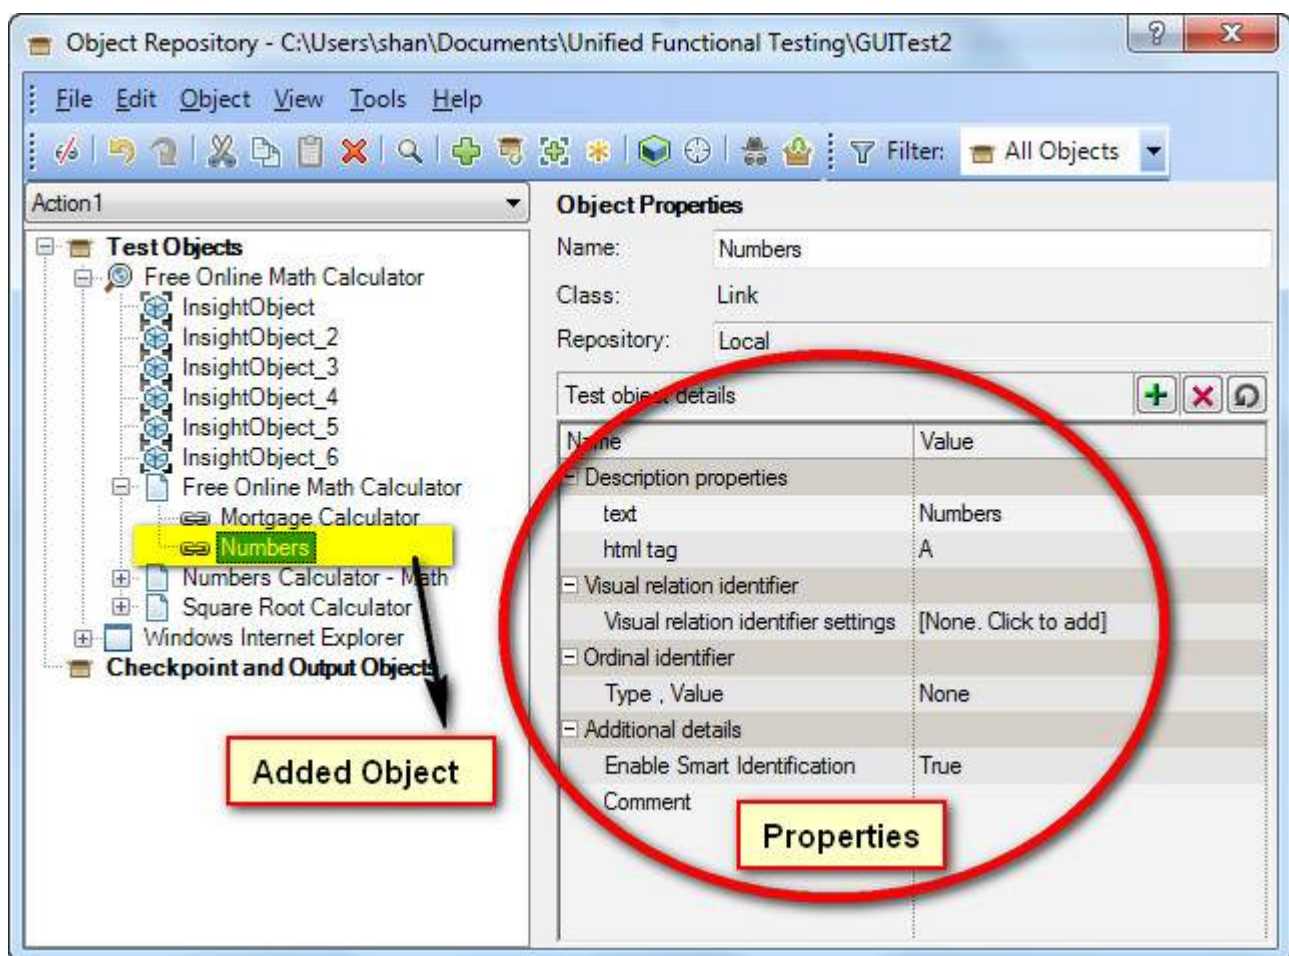 Object Repository - C:\Users\shan\Documents\Unified Functional Testing\GUITest2
File Edit Object View Tools Help
Filter: All Objects
Action1
Test Objects
Free Online Math Calculator
InsightObject
InsightObject_2
InsightObject_3
InsightObject_4
InsightObject_5
InsightObject_6
Free Online Math Calculator
Mortgage Calculator
Numbers
Numbers Calculator - Math
Square Root Calculator
Windows Internet Explorer
Checkpoint and Output Objects
Added Object
Object Properties
Name: Numbers
Class: Link
Repository: Local
Test object details
Name Value
Description properties
text Numbers
html tag A
Visual relation identifier
Visual relation identifier settings [None. Click to add]
Ordinal identifier
Type , Value None
Additional details
Enable Smart Identification True
Comment
Properties